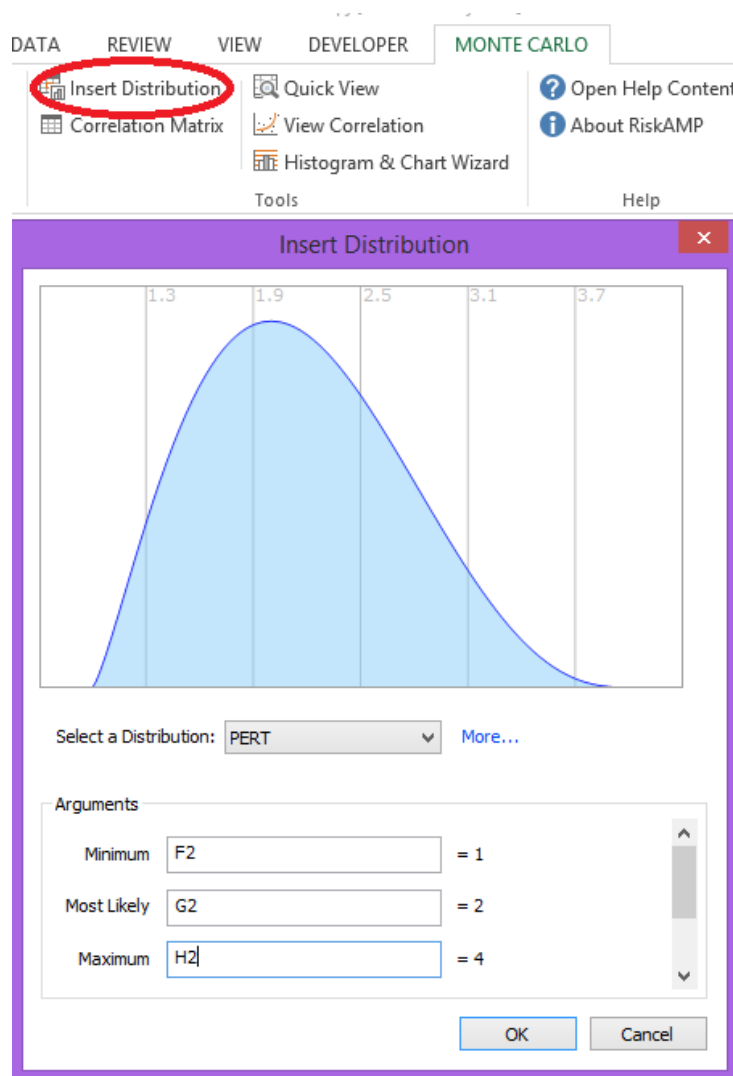 DATA REVIEW VIEW DEVELOPER MONTE CARLO
Insert Distribution Quick View Open Help Content
Correlation Matrix View Correlation About RiskAMP
Histogram & Chart Wizard
Tools Help
Insert Distribution
1.3 1.9 2.5 3.1 3.7
Select a Distribution: PERT More...
Arguments
Minimum F2 = 1
Most Likely G2 = 2
Maximum H2 = 4
OK Cancel